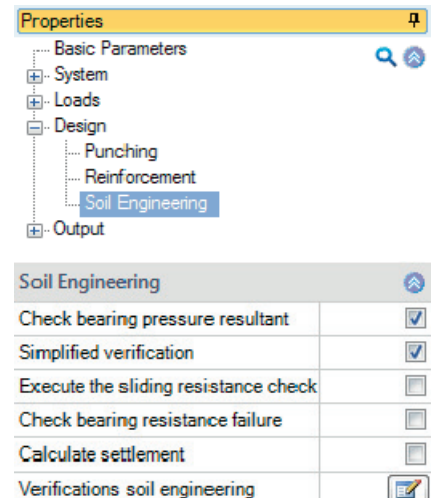 Properties
Basic Parameters
System
Loads
Design
Punching
Reinforcement
Soil Engineering
Output
Soil Engineering
Check bearing pressure resultant
Simplified verification
Execute the sliding resistance check
Check bearing resistance failure
Calculate settlement
Verifications soil engineering